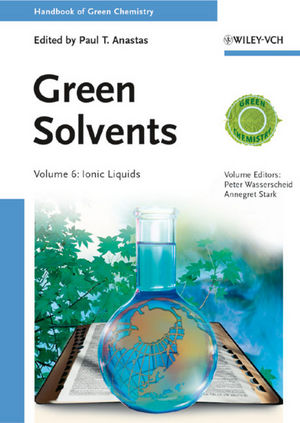 Handbook of Green Chemistry
Edited by Paul T. Anastas
WILEY-VCH
Green
Solvents
GREEN
CHEMISTRY
Volume 6: Ionic Liquids
Volume Editors:
Peter Wasserscheid
Annegret Stark